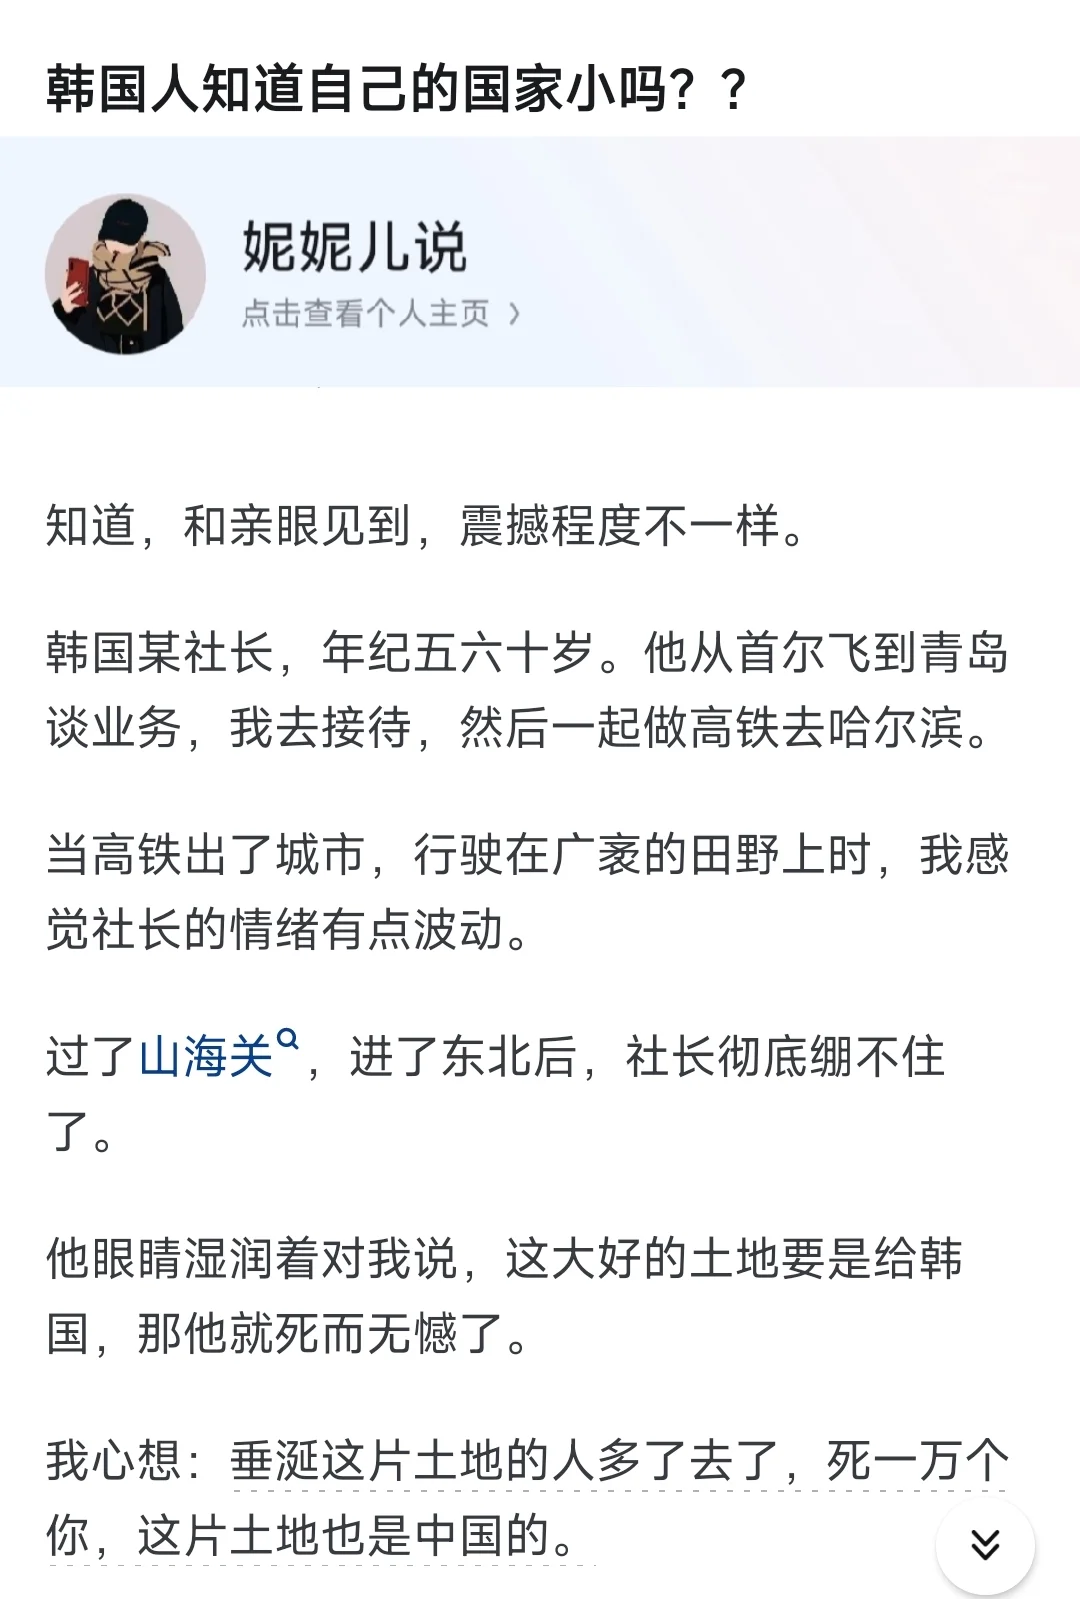 韩国人知道自己的国家小吗？？
妮妮儿说
点击查看个人主页
知道，和亲眼见到，震撼程度不一样。
韩国某社长，年纪五六十岁。他从首尔飞到青岛
谈业务，我去接待，然后一起做高铁去哈尔滨。
当高铁出了城市，行驶在广袤的田野上时，我感
觉社长的情绪有点波动。
过了山海关，进了东北后，社长彻底绷不住
了。
他眼睛湿润着对我说，这大好的土地要是给韩
国，那他就死而无憾了。
我心想：垂涎这片土地的人多了去了，死一万个
你，这片土地也是中国的。